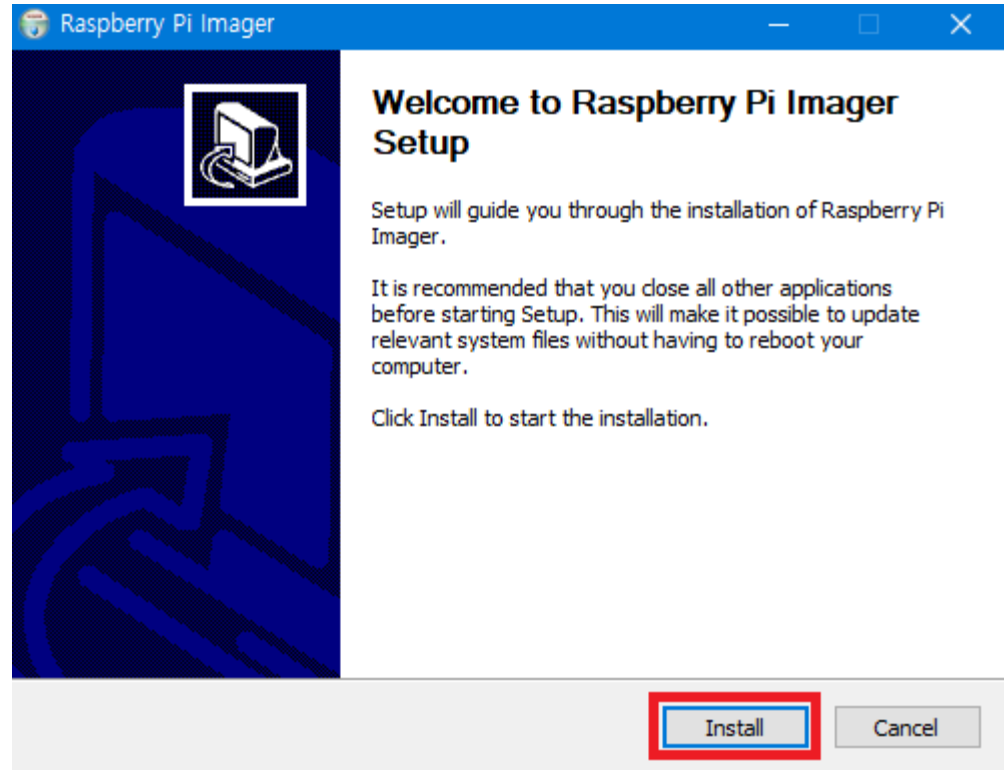 Raspberry Pi Imager
Welcome to Raspberry Pi Imager
Setup
Setup will guide you through the installation of Raspberry Pi
Imager.
It is recommended that you close all other applications
before starting Setup. This will make it possible to update
relevant system files without having to reboot your
computer.
Click Install to start the installation.
Install
Cancel